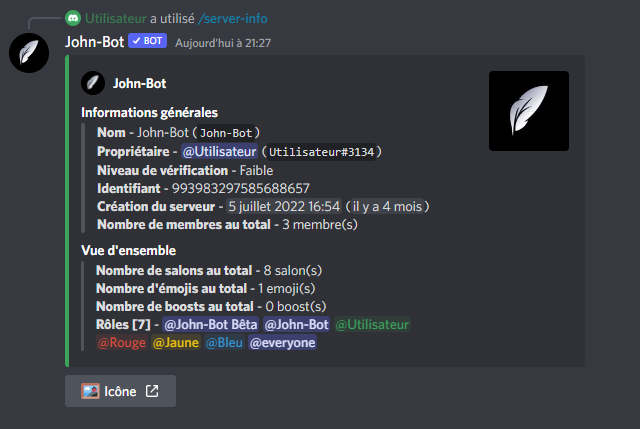 Utilisateur a utilisé /server-info
John-Bot ✓ BOT Aujourd'hui à 21:27
John-Bot
Informations générales
Nom - John-Bot (John-Bot)
Propriétaire - @Utilisateur (Utilisateur#3134)
Niveau de vérification - Faible
Identifiant - 993983297585688657
Création du serveur - 5 juillet 2022 16:54 (il y a 4 mois)
Nombre de membres au total - 3 membre(s)
Vue d'ensemble
Nombre de salons au total - 8 salon(s)
Nombre d'émojis au total - 1 emoji(s)
Nombre de boosts au total - 0 boost(s)
Rôles [7] - @John-Bot Bêta @John-Bot @Utilisateur
@Rouge @Jaune @Bleu @everyone
Icône